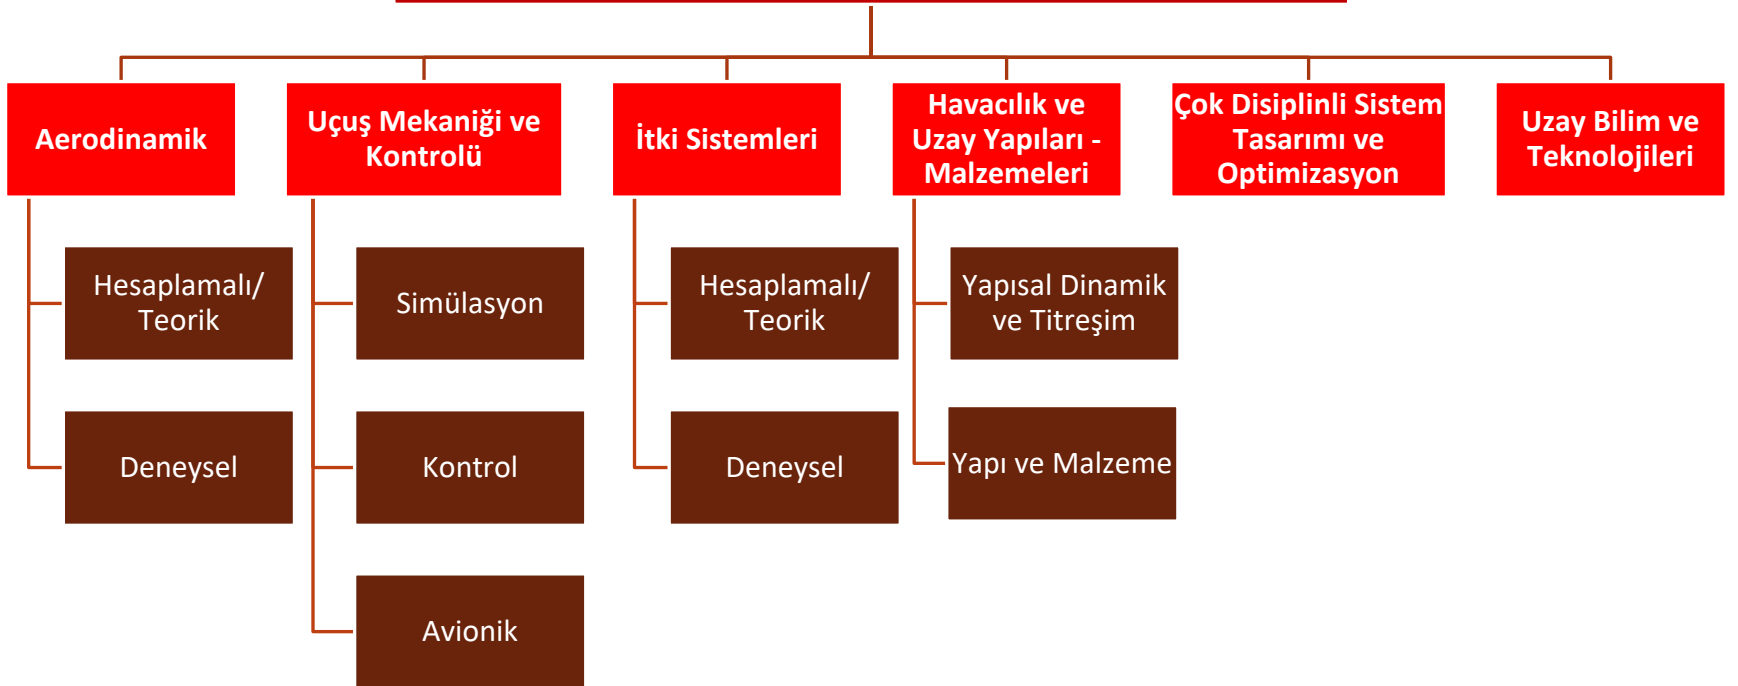 Aerodinamik
Uçuş Mekaniği ve
Kontrolü
İtki Sistemleri
Havacılık ve
Uzay Yapıları -
Malzemeleri
Çok Disiplinli Sistem
Tasarımı ve
Optimizasyon
Uzay Bilim ve
Teknolojileri
Hesaplamalı/
Teorik
Deneysel
Simülasyon
Kontrol
Avionik
Hesaplamalı/
Teorik
Deneysel
Yapısal Dinamik
ve Titreşim
Yapı ve Malzeme